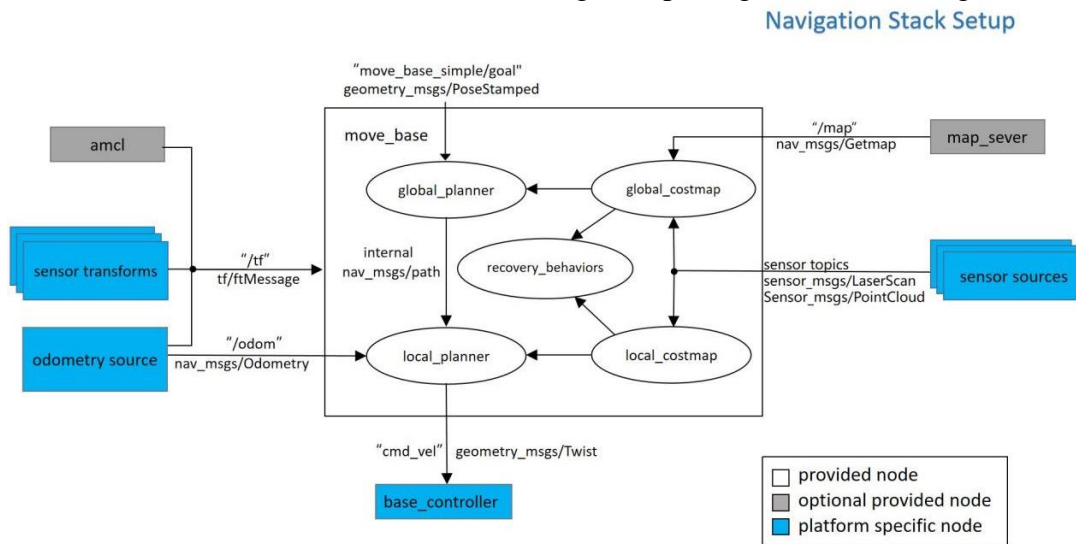 Navigation Stack Setup
"move_base_simple/goal"
geometry_msgs/PoseStamped
amcl
move_base
"/map"
nav_msgs/Getmap
map_sever
global_planner
global_costmap
sensor transforms
"/tf"
tf/ftMessage
internal
nav_msgs/path
recovery_behaviors
sensor topics
sensor_msgs/LaserScan
Sensor_msgs/PointCloud
sensor sources
odometry source
"/odom"
nav_msgs/Odometry
local_planner
local_costmap
"cmd_vel"
geometry_msgs/Twist
base_controller
provided node
optional provided node
platform specific node